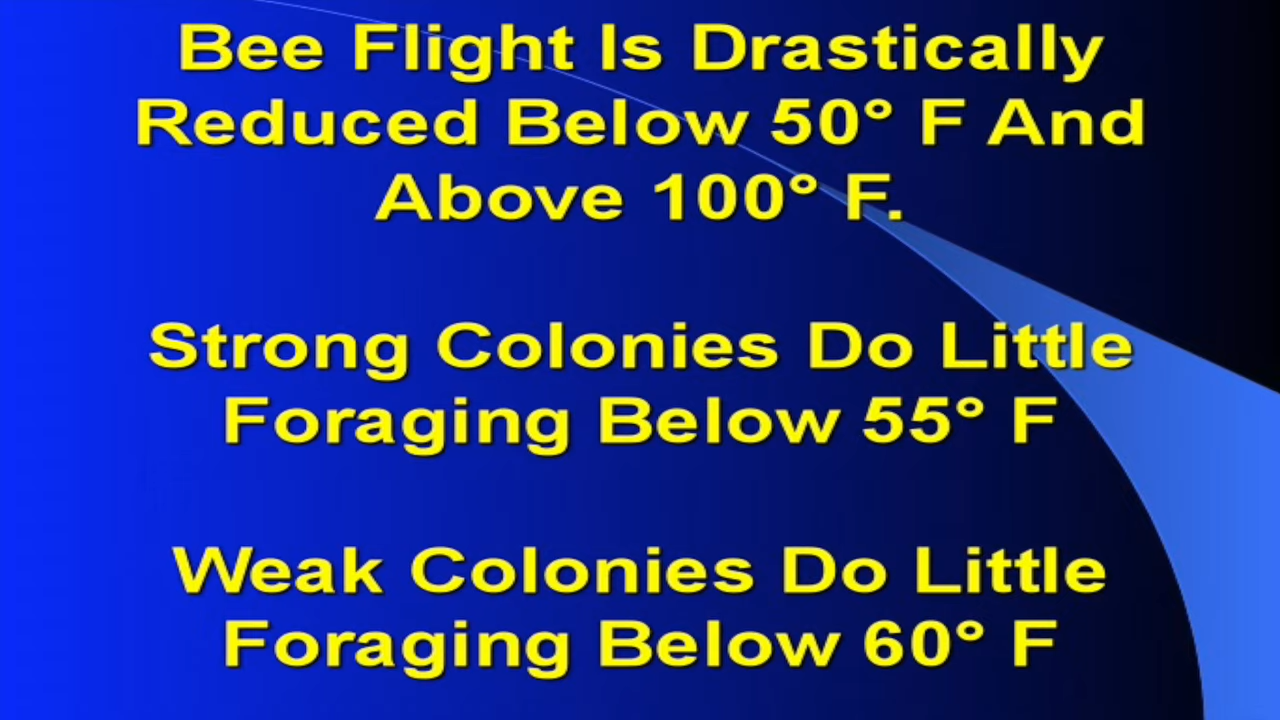 Bee Flight Is Drastically
Reduced Below 50° F And
Above 100° F.
Strong Colonies Do Little
Foraging Below 55° F
Weak Colonies Do Little
Foraging Below 60° F